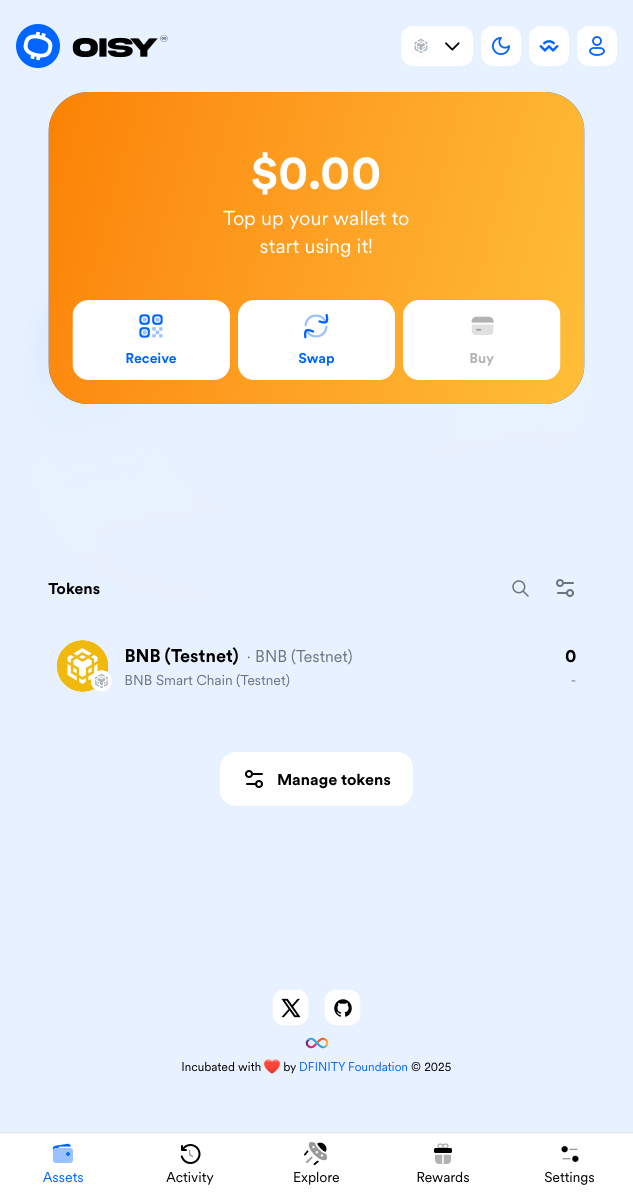 OISY
$0.00
Top up your wallet to
start using it!
Receive
Swap
Buy
Tokens
BNB (Testnet) · BNB (Testnet)
0
BNB Smart Chain (Testnet)
-
Manage tokens
Incubated with ❤️ by DFINITY Foundation © 2025
Assets
Activity
Explore
Rewards
Settings